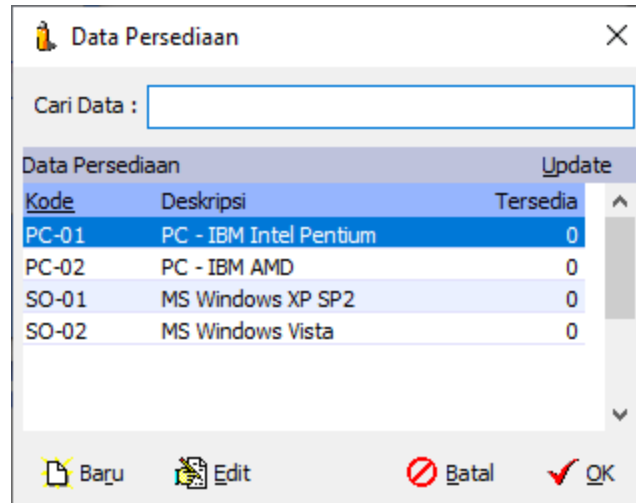 Data Persediaan
Cari Data :
Data Persediaan Update
Kode Deskripsi Tersedia
PC-01 PC - IBM Intel Pentium 0
PC-02 PC - IBM AMD 0
SO-01 MS Windows XP SP2 0
SO-02 MS Windows Vista 0
Baru Edit Batal OK